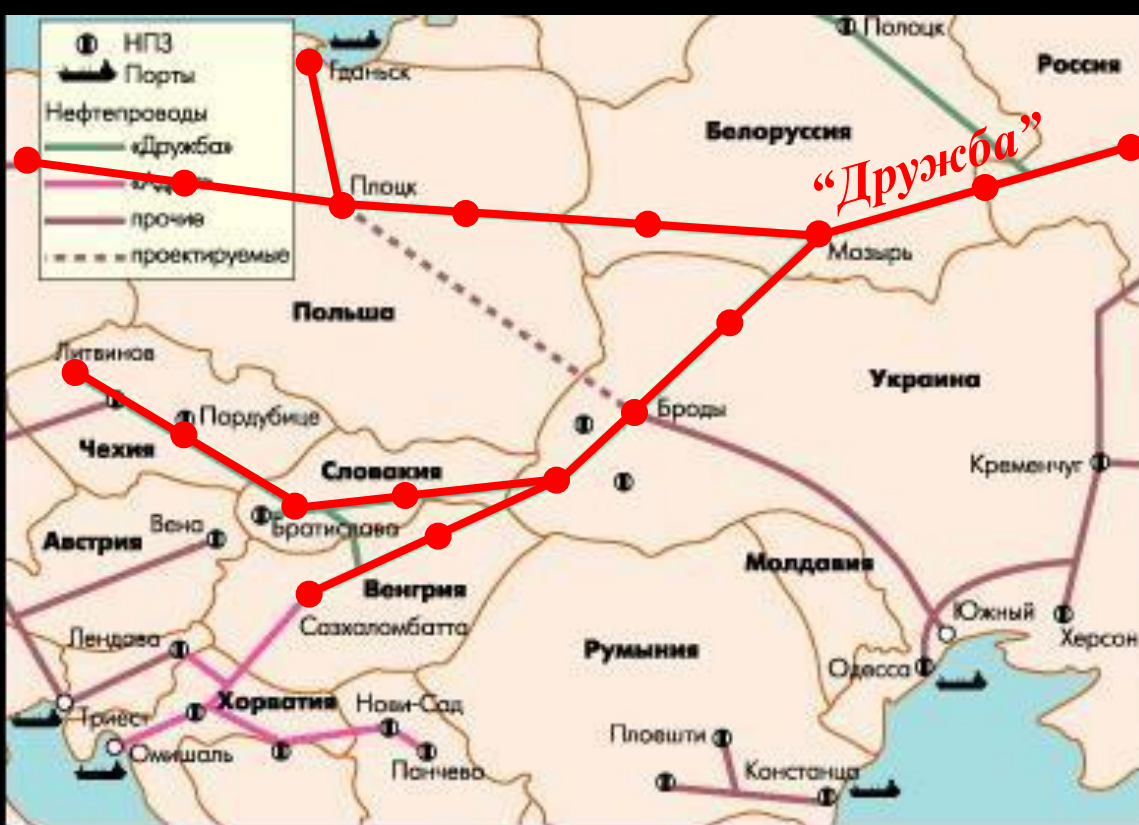 НПЗ
Порты
Нефтепроводы
«Дружба»
прочие
проектируемые
Гданьск
Полоцк
Россия
Белоруссия
“Дружба”
Плоцк
Мозырь
Польша
Литвинов
Украина
Пардубице
Броды
Чехия
Словакия
Кременчуг
Братислава
Вена
Австрия
Молдавия
Венгрия
Южный
Сазхаломбатта
Херсон
Лендава
Румыния
Одесса
Хорватия
Нови-Сад
Триест
Пловшти
Омишаль
Панчево
Констанца